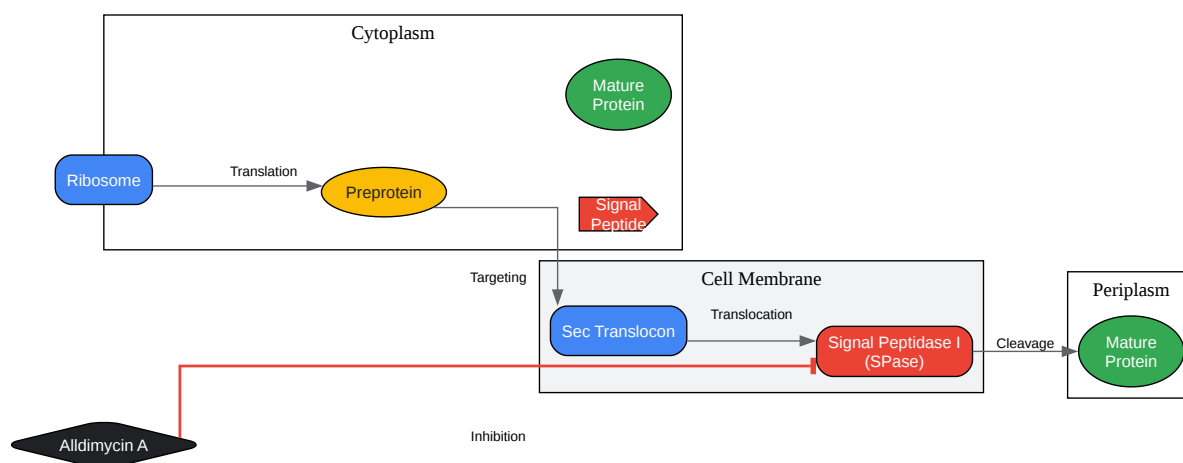 Cytoplasm
Mature
Protein
Ribosome
Translation
Preprotein
Signal
Peptide
Targeting
Cell Membrane
Sec Translocon
Translocation
Signal Peptidase I
(SPase)
Cleavage
Periplasm
Mature
Protein
Alldimycin A
Inhibition